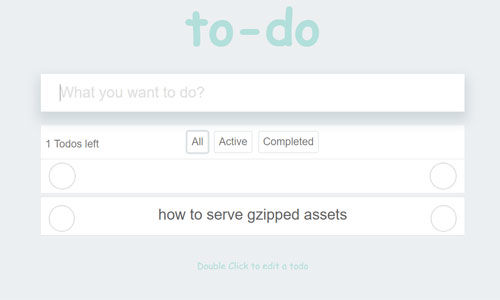 to-do
What you want to do?
1 Todos left All Active Completed
how to serve gzipped assets
Double Click to edit a todo